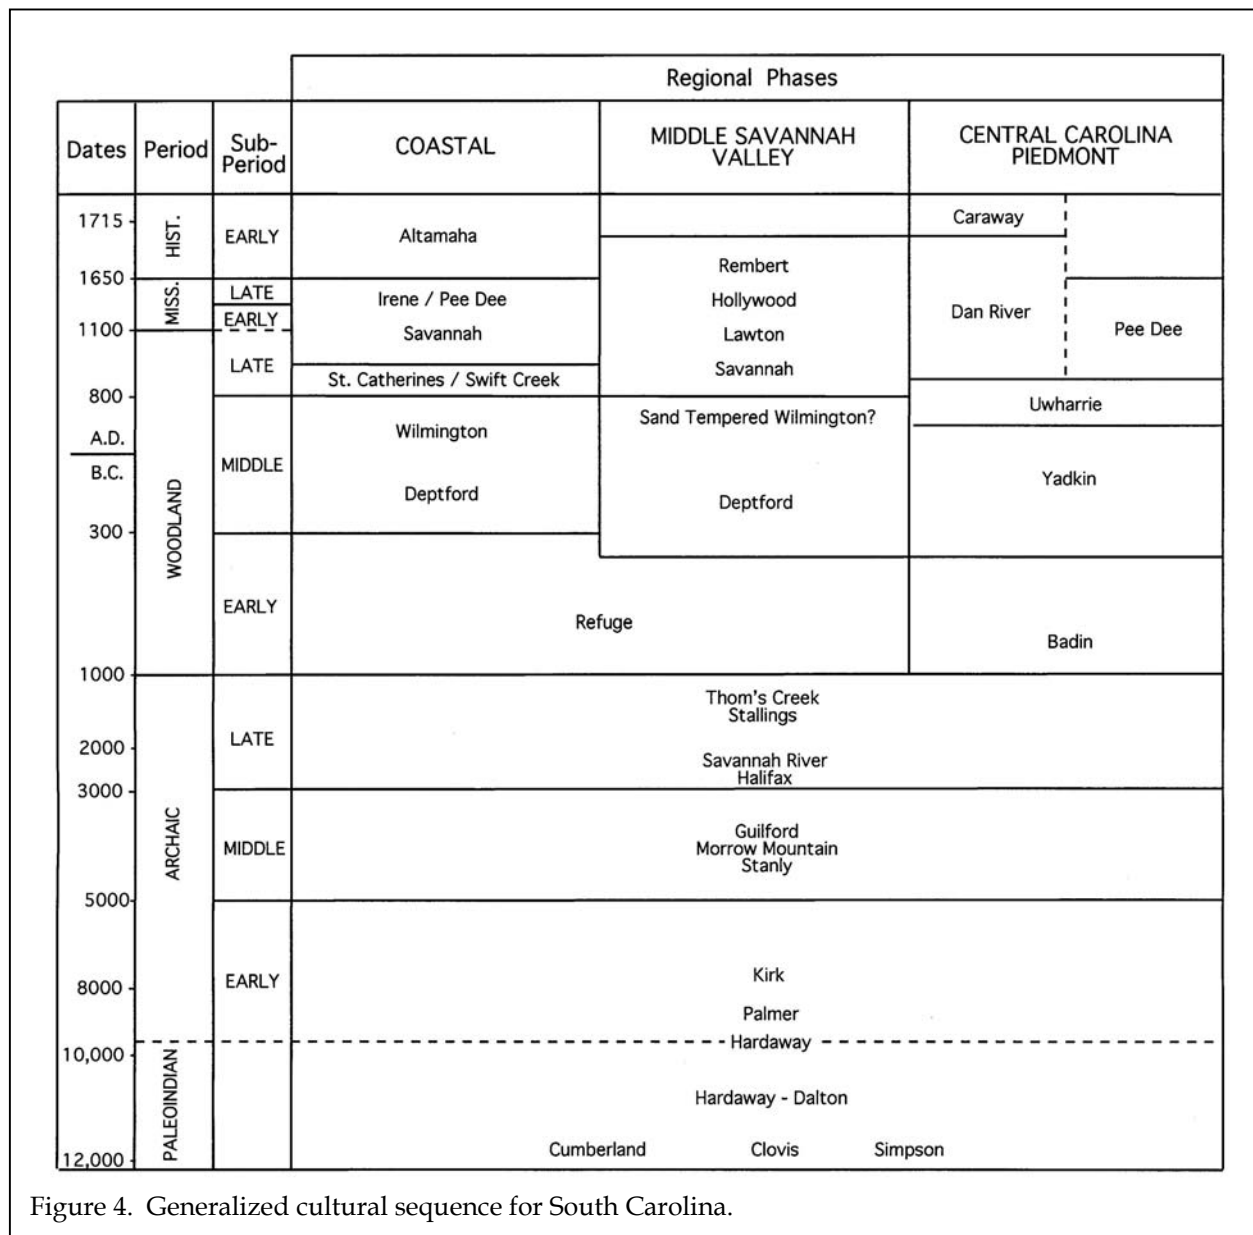 Regional Phases
Dates
Period
Sub-
Period
COASTAL
MIDDLE SAVANNAH
VALLEY
CENTRAL CAROLINA
PIEDMONT
1715
HIST.
EARLY
Altamaha
Caraway
1650
MISS.
LATE
EARLY
Irene / Pee Dee
Savannah
Rembert
Hollywood
Lawton
Savannah
Dan River
Pee Dee
1100
WOODLAND
LATE
St. Catherines / Swift Creek
800
Uwharrie
A.D.
B.C.
MIDDLE
Wilmington
Deptford
Sand Tempered Wilmington?
Deptford
Yadkin
300
EARLY
Refuge
Badin
1000
ARCHAIC
LATE
Thom's Creek
Stallings
2000
Savannah River
Halifax
3000
MIDDLE
Guilford
Morrow Mountain
Stanly
5000
EARLY
Kirk
8000
Palmer
Hardaway
10,000
PALEOINDIAN
Hardaway - Dalton
Cumberland Clovis Simpson
12,000
Figure 4. Generalized cultural sequence for South Carolina.